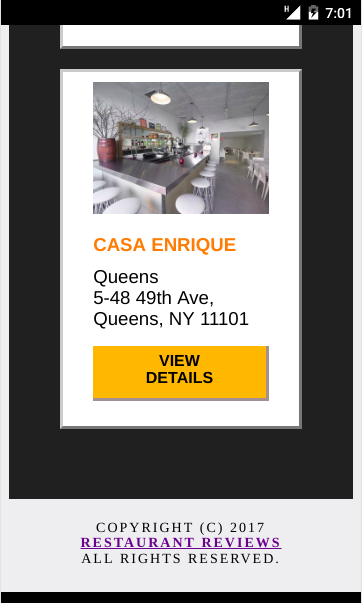 H 7:01
CASA ENRIQUE
Queens
5-48 49th Ave,
Queens, NY 11101
VIEW
DETAILS
COPYRIGHT (C) 2017
RESTAURANT REVIEWS
ALL RIGHTS RESERVED.